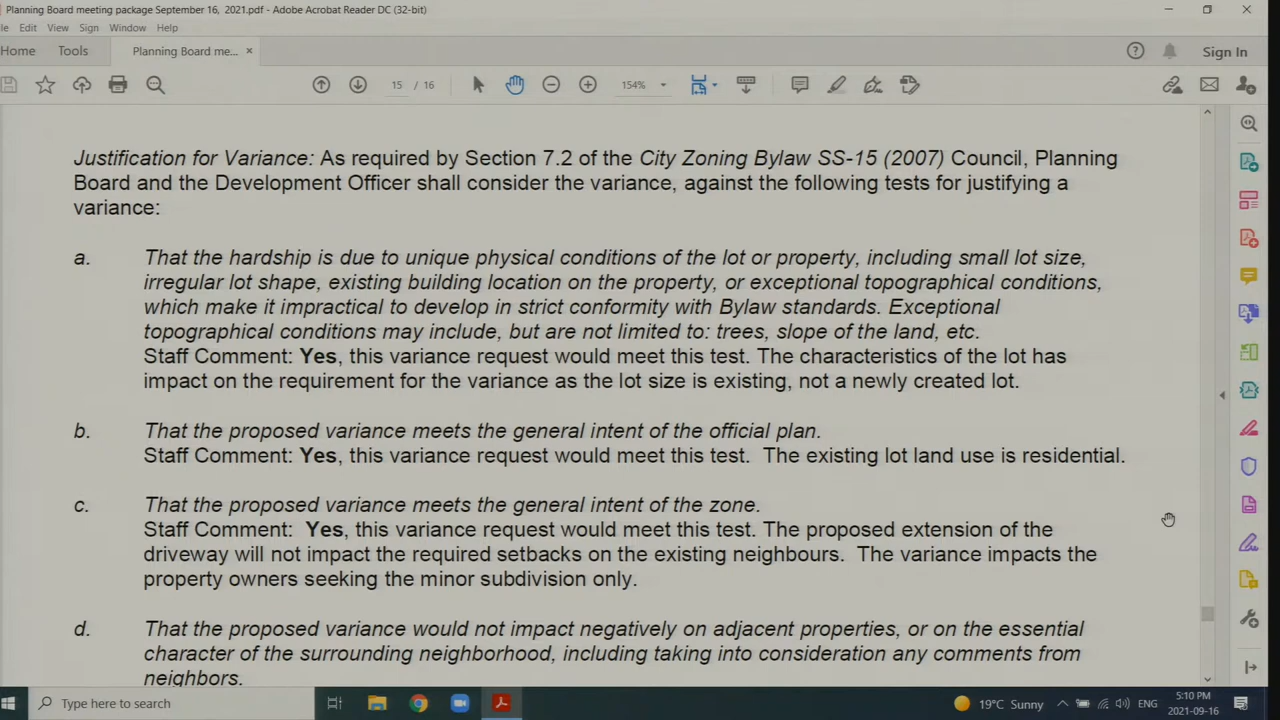 Planning Board meeting package September 16, 2021.pdf - Adobe Acrobat Reader DC (32-bit)
Edit View Sign Window Help
Home Tools Planning Board me... × Sign In
15 / 16 154%
Justification for Variance: As required by Section 7.2 of the City Zoning Bylaw SS-15 (2007) Council, Planning
Board and the Development Officer shall consider the variance, against the following tests for justifying a
variance:
a. That the hardship is due to unique physical conditions of the lot or property, including small lot size,
irregular lot shape, existing building location on the property, or exceptional topographical conditions,
which make it impractical to develop in strict conformity with Bylaw standards. Exceptional
topographical conditions may include, but are not limited to: trees, slope of the land, etc.
Staff Comment: Yes, this variance request would meet this test. The characteristics of the lot has
impact on the requirement for the variance as the lot size is existing, not a newly created lot.
b. That the proposed variance meets the general intent of the official plan.
Staff Comment: Yes, this variance request would meet this test. The existing lot land use is residential.
c. That the proposed variance meets the general intent of the zone.
Staff Comment: Yes, this variance request would meet this test. The proposed extension of the
driveway will not impact the required setbacks on the existing neighbours. The variance impacts the
property owners seeking the minor subdivision only.
d. That the proposed variance would not impact negatively on adjacent properties, or on the essential
character of the surrounding neighborhood, including taking into consideration any comments from
neighbors.
Type here to search 19°C Sunny ENG 5:10 PM
2021-09-16